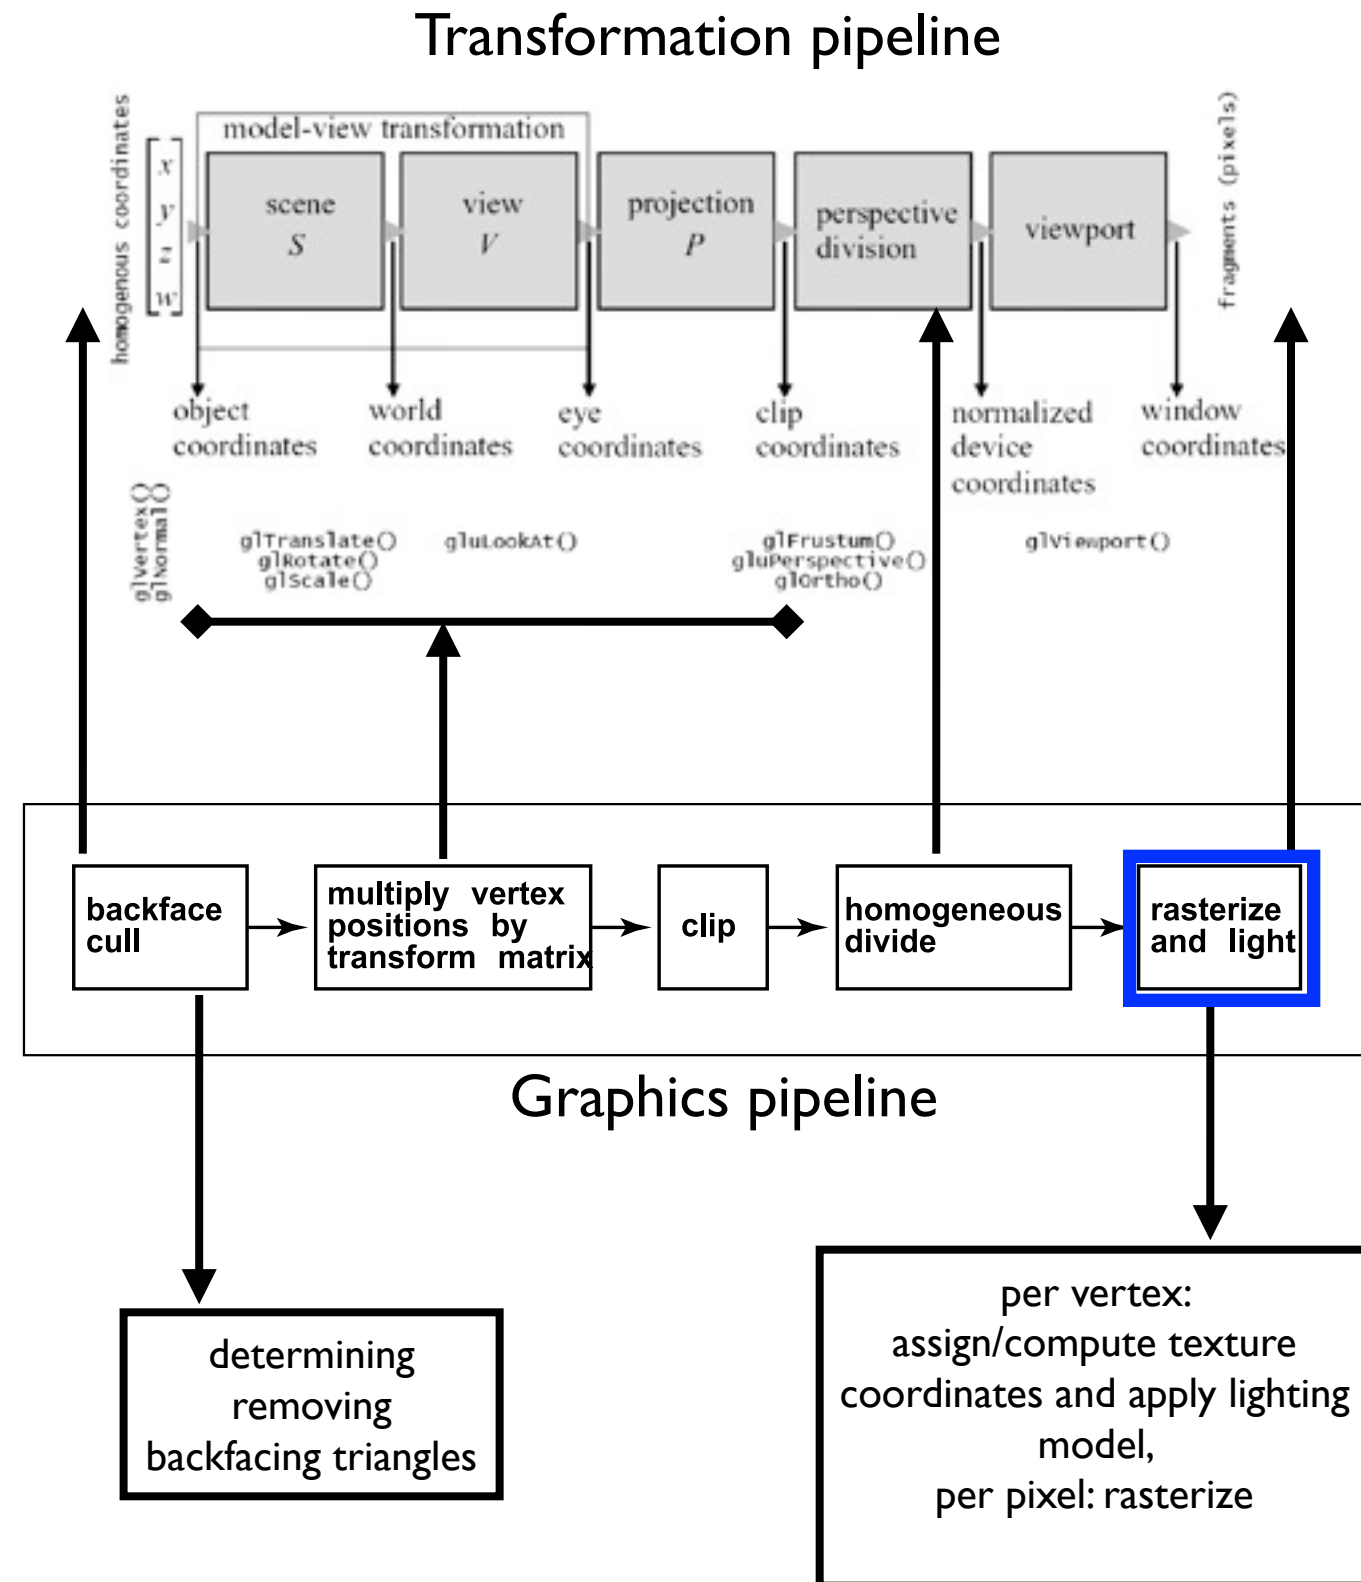 Transformation pipeline
homogenous coordinates
x
y
z
w
model-view transformation
scene
S
view
V
projection
P
perspective
division
viewport
fragments (pixels)
object
coordinates
world
coordinates
eye
coordinates
clip
coordinates
normalized
device
coordinates
window
coordinates
glVertex()
glNormal()
glTranslate()
glRotate()
glScale()
gluLookAt()
glFrustum()
gluPerspective()
glOrtho()
glViewport()
backface
cull
multiply vertex
positions by
transform matrix
clip
homogeneous
divide
rasterize
and light
Graphics pipeline
determining
removing
backfacing triangles
per vertex:
assign/compute texture
coordinates and apply lighting
model,
per pixel: rasterize